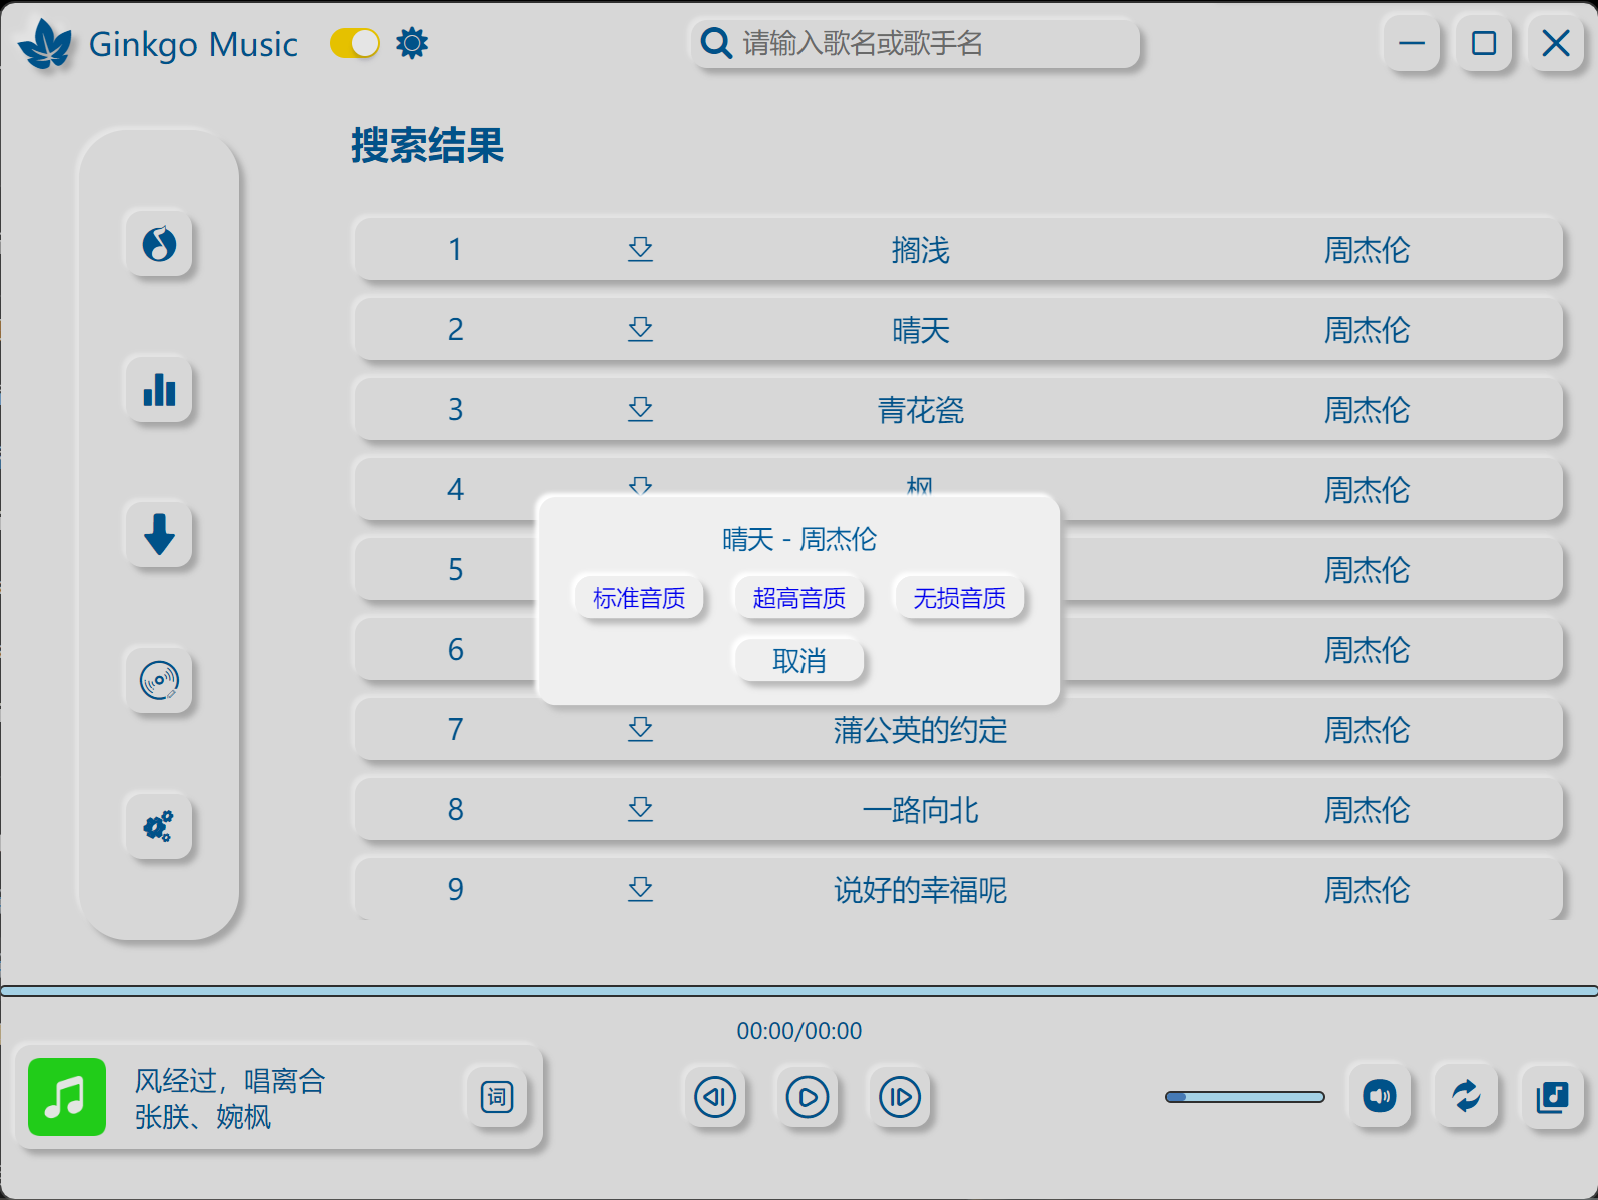 Ginkgo Music
请输入歌名或歌手名
搜索结果
1 搁浅 周杰伦
2 晴天 周杰伦
3 青花瓷 周杰伦
4 枫 周杰伦
5 周杰伦
6 周杰伦
晴天 - 周杰伦
标准音质 超高音质 无损音质
取消
7 蒲公英的约定 周杰伦
8 一路向北 周杰伦
9 说好的幸福呢 周杰伦
00:00/00:00
风经过，唱离合
张朕、婉枫
词